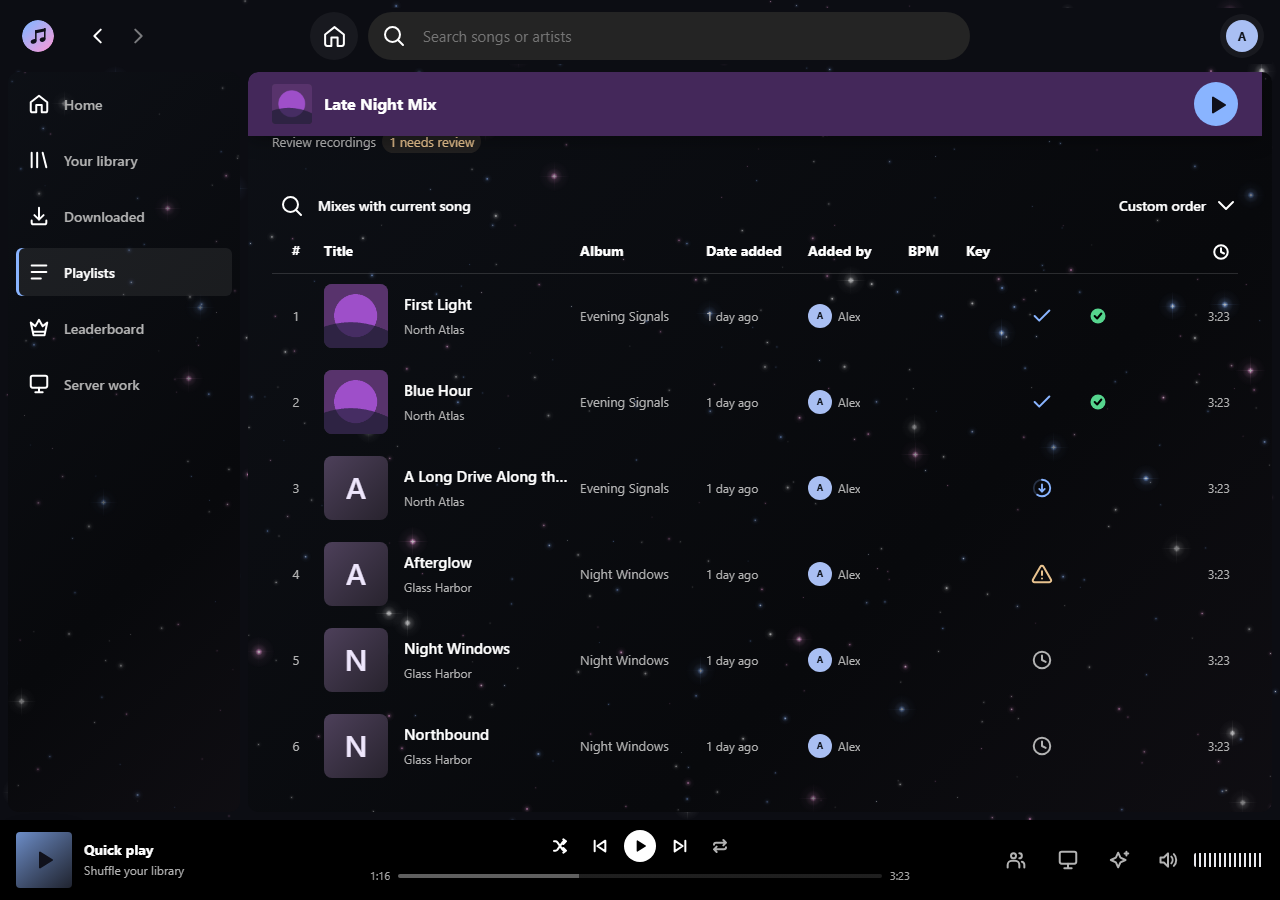 Search songs or artists
A
Home
Your library
Downloaded
Playlists
Leaderboard
Server work
Late Night Mix
Review recordings 1 needs review
Mixes with current song
Custom order
# Title Album Date added Added by BPM Key
1 First Light North Atlas Evening Signals 1 day ago A Alex 3:23
2 Blue Hour North Atlas Evening Signals 1 day ago A Alex 3:23
3 A A Long Drive Along th... North Atlas Evening Signals 1 day ago A Alex 3:23
4 A Afterglow Glass Harbor Night Windows 1 day ago A Alex 3:23
5 N Night Windows Glass Harbor Night Windows 1 day ago A Alex 3:23
6 N Northbound Glass Harbor Night Windows 1 day ago A Alex 3:23
Quick play
Shuffle your library
1:16 3:23